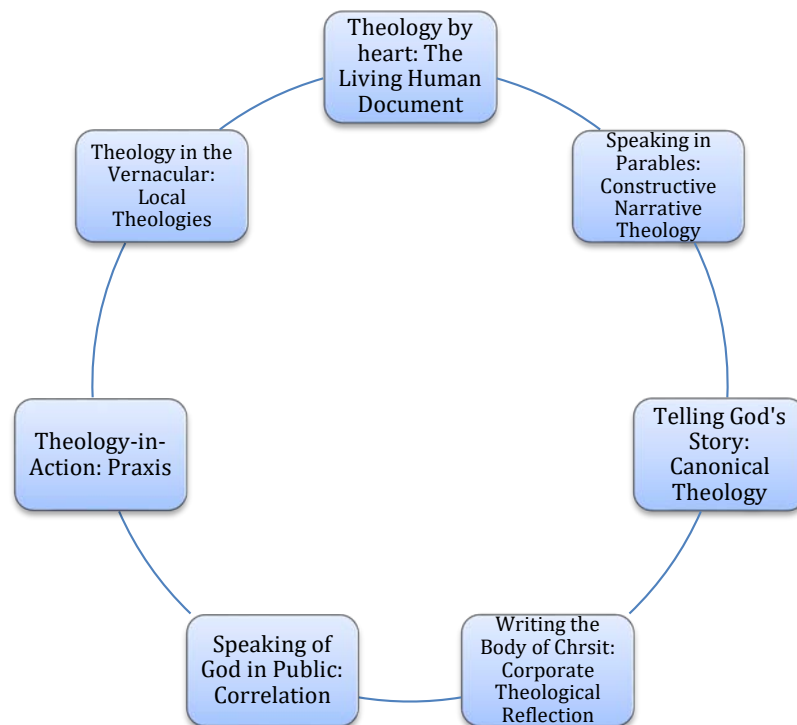 Theology by
heart: The
Living Human
Document
Speaking in
Parables:
Constructive
Narrative
Theology
Telling God's
Story:
Canonical
Theology
Writing the
Body of Chrsit:
Corporate
Theological
Reflection
Speaking of
God in Public:
Correlation
Theology-in-
Action: Praxis
Theology in the
Vernacular:
Local
Theologies